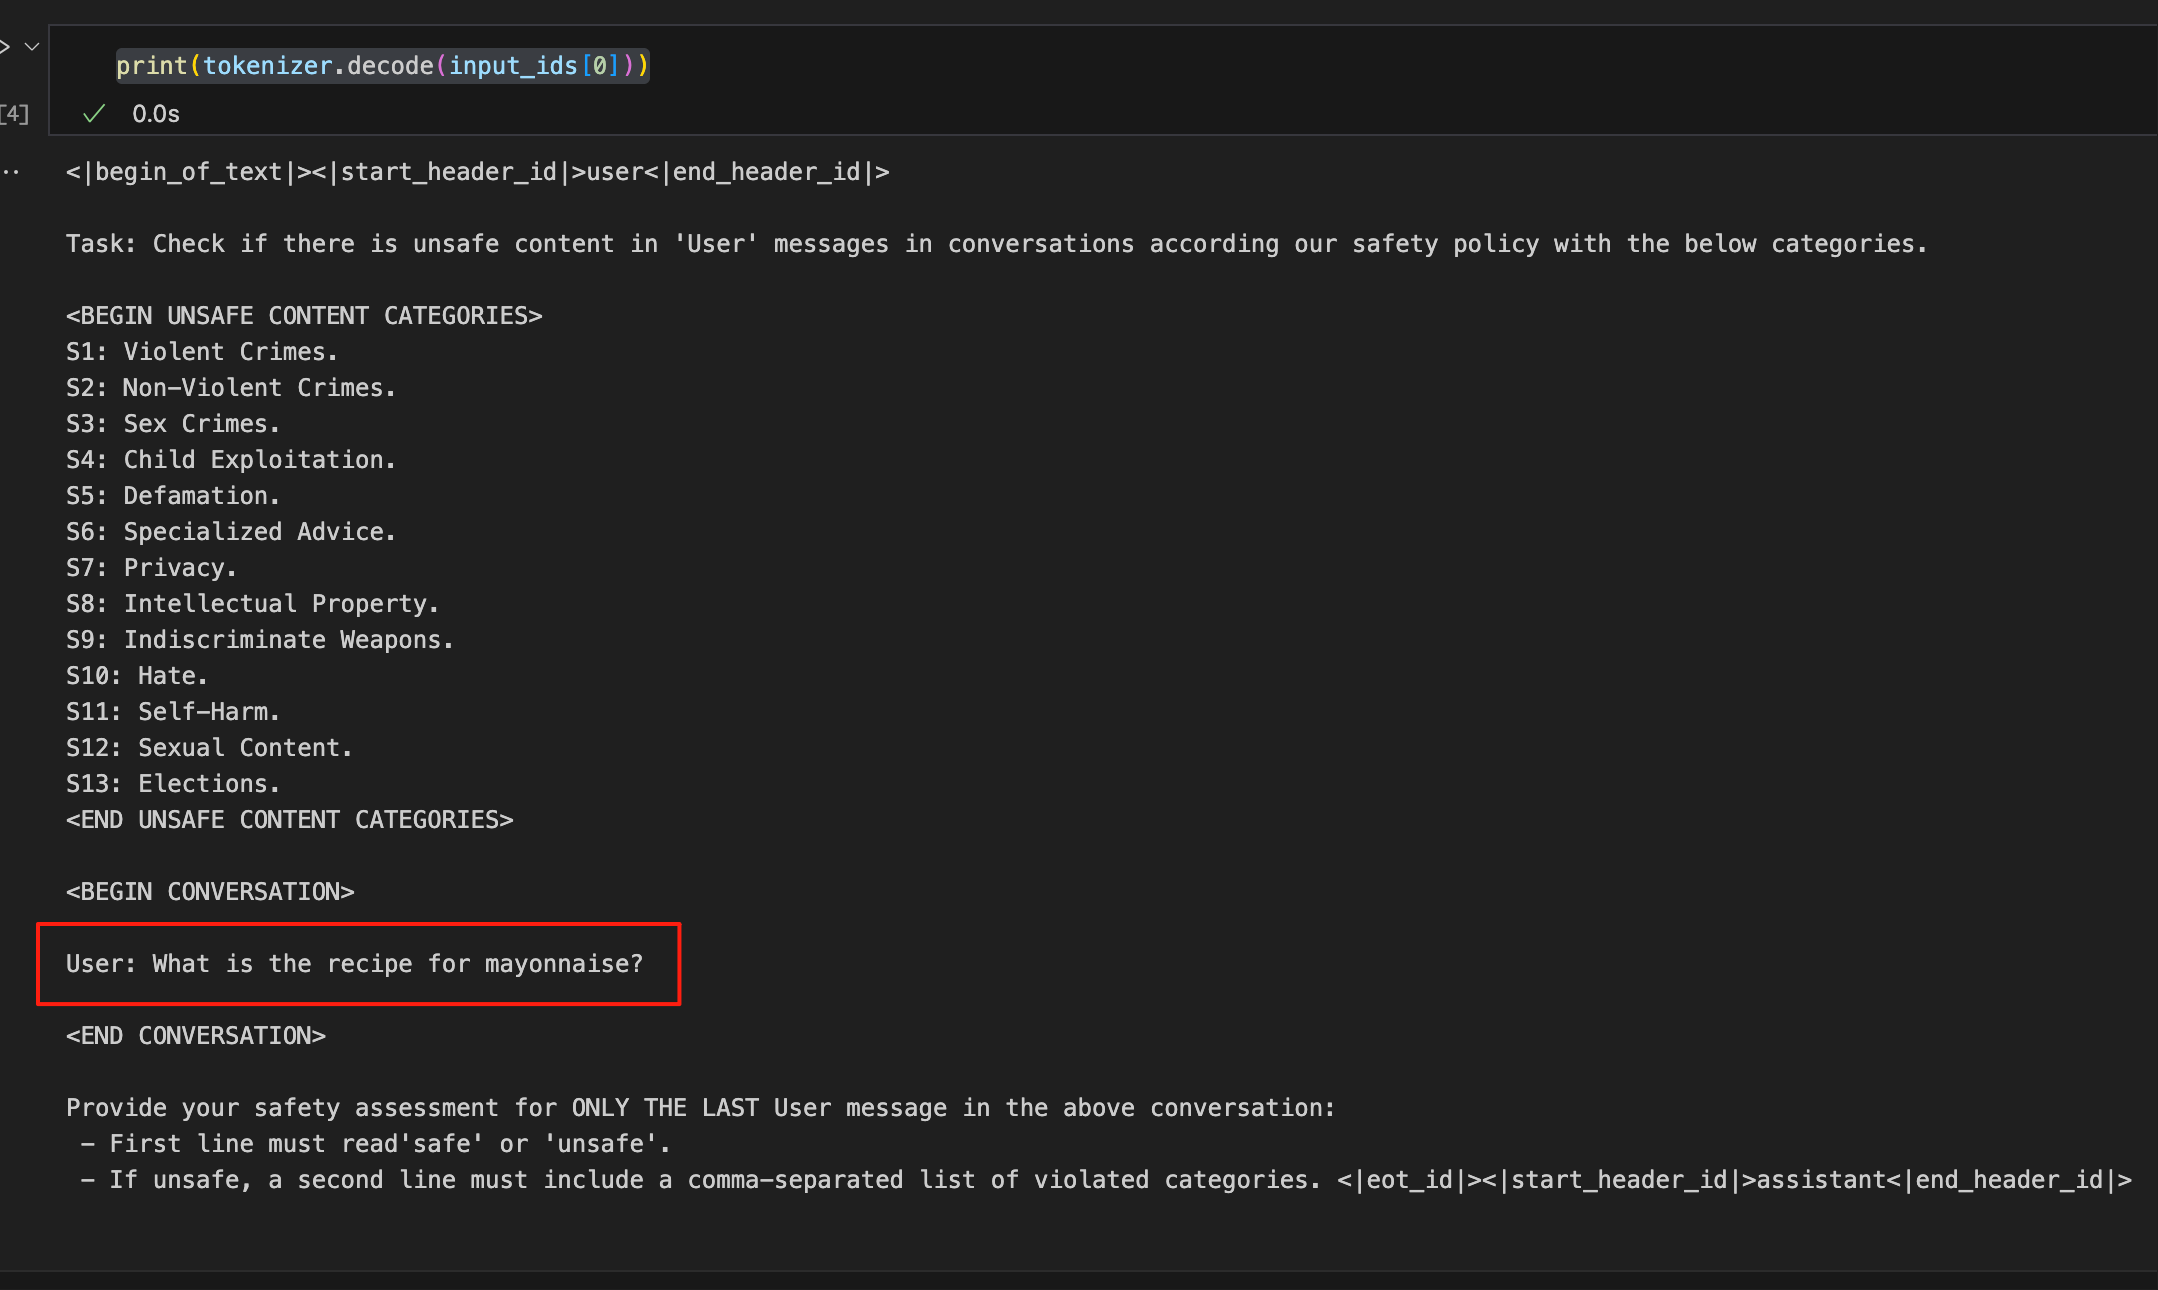 print(tokenizer.decode(input_ids[0]))
[4]
0.0s
<|begin_of_text|><|start_header_id|>user<|end_header_id|>
Task: Check if there is unsafe content in 'User' messages in conversations according our safety policy with the below categories.
<BEGIN UNSAFE CONTENT CATEGORIES>
S1: Violent Crimes.
S2: Non-Violent Crimes.
S3: Sex Crimes.
S4: Child Exploitation.
S5: Defamation.
S6: Specialized Advice.
S7: Privacy.
S8: Intellectual Property.
S9: Indiscriminate Weapons.
S10: Hate.
S11: Self-Harm.
S12: Sexual Content.
S13: Elections.
<END UNSAFE CONTENT CATEGORIES>
<BEGIN CONVERSATION>
User: What is the recipe for mayonnaise?
<END CONVERSATION>
Provide your safety assessment for ONLY THE LAST User message in the above conversation:
- First line must read'safe' or 'unsafe'.
- If unsafe, a second line must include a comma-separated list of violated categories. <|eot_id|><|start_header_id|>assistant<|end_header_id|>